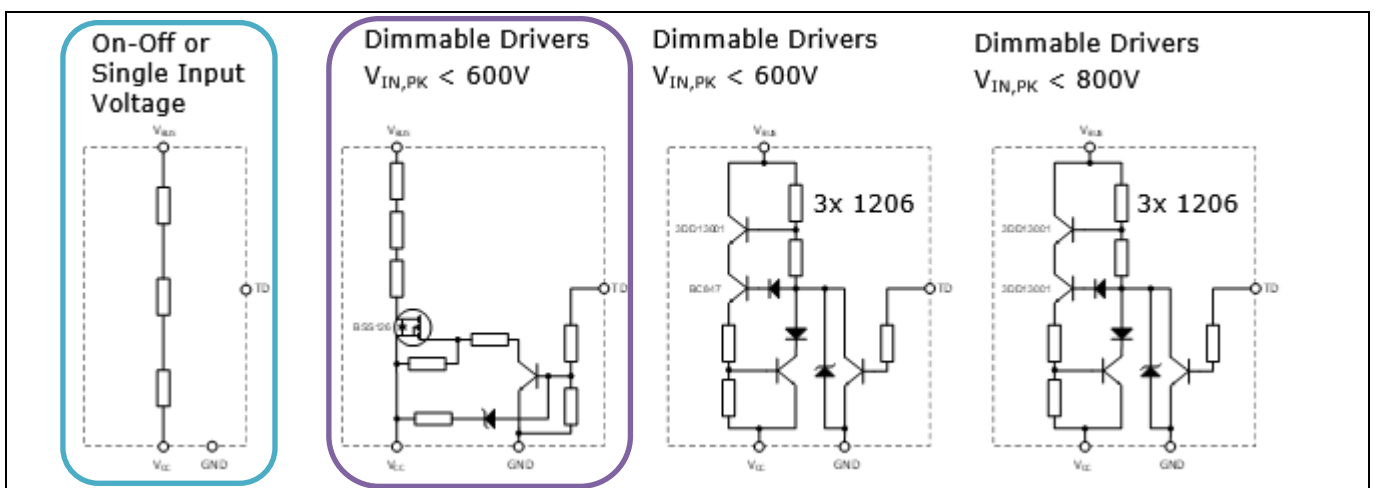 On-Off or
Single Input
Voltage
VBUS
TD
VCC
GND
Dimmable Drivers
VIN,PK < 600V
VBUS
BSS126
TD
VCC
GND
Dimmable Drivers
VIN,PK < 600V
VBUS
3x 1206
3DD13001
BC847
TD
VCC
GND
Dimmable Drivers
VIN,PK < 800V
VBUS
3x 1206
3DD13001
3DD13001
TD
VCC
GND